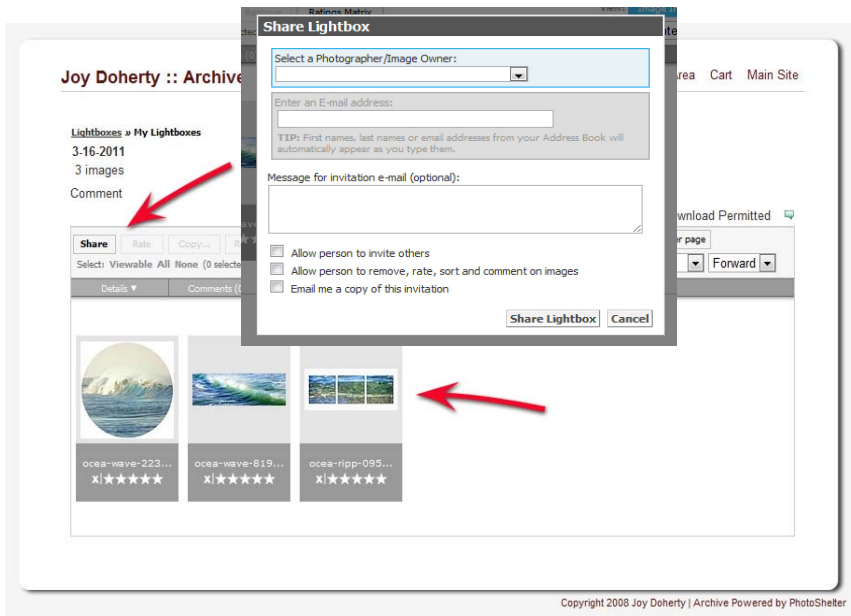 Ratings Matrix
View:
Share Lightbox
Select a Photographer/Image Owner:
Enter an E-mail address:
TIP: First names, last names or email addresses from your Address Book will
automatically appear as you type them.
Message for invitation e-mail (optional):
Allow person to invite others
Allow person to remove, rate, sort and comment on images
Email me a copy of this invitation
Share Lightbox Cancel
Joy Doherty :: Archive
Cart Main Site
Lightboxes » My Lightboxes
3-16-2011
3 images
Comment
Permitted
Share Rate Copy...
page
Select: Viewable All None (0
Forward
Details ▼ Comments
ocea-wave-223...
ocea-wave-819...
ocea-ripp-095...
x|★★★★★
x|★★★★★
x|★★★★★
Copyright 2008 Joy Doherty | Archive Powered by PhotoShelter